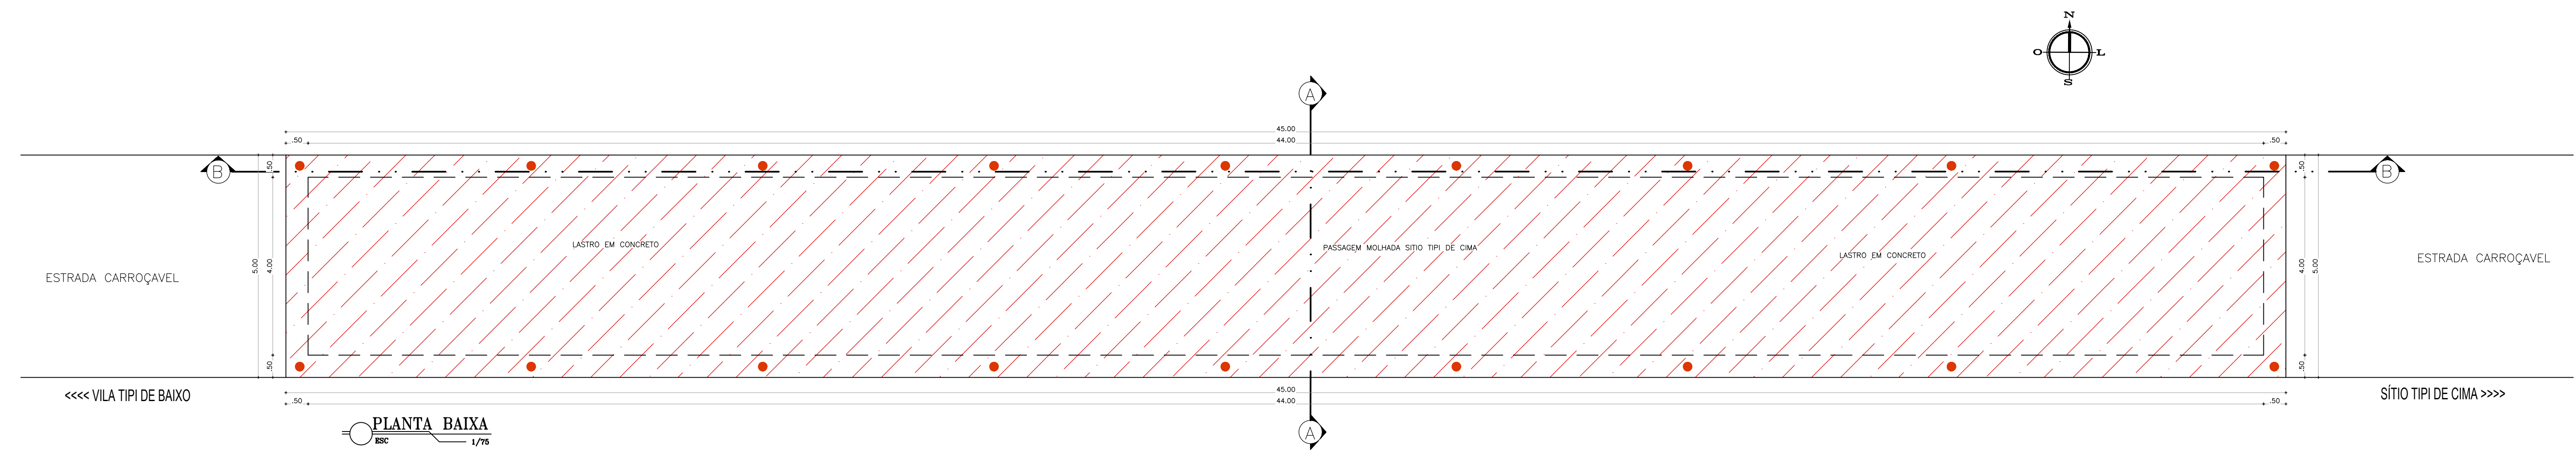 N
O L
S
A
45.00
.50 44.00 .50
B
B
.50
.50
LASTRO EM CONCRETO
PASSAGEM MOLHADA SITIO TIPI DE CIMA
LASTRO EM CONCRETO
ESTRADA CARROÇAVEL
5.00
4.00
4.00
5.00
ESTRADA CARROÇAVEL
.50
.50
<<<< VILA TIPI DE BAIXO
45.00
SÍTIO TIPI DE CIMA >>>>
.50 44.00 .50
PLANTA BAIXA
ESC 1/75
A